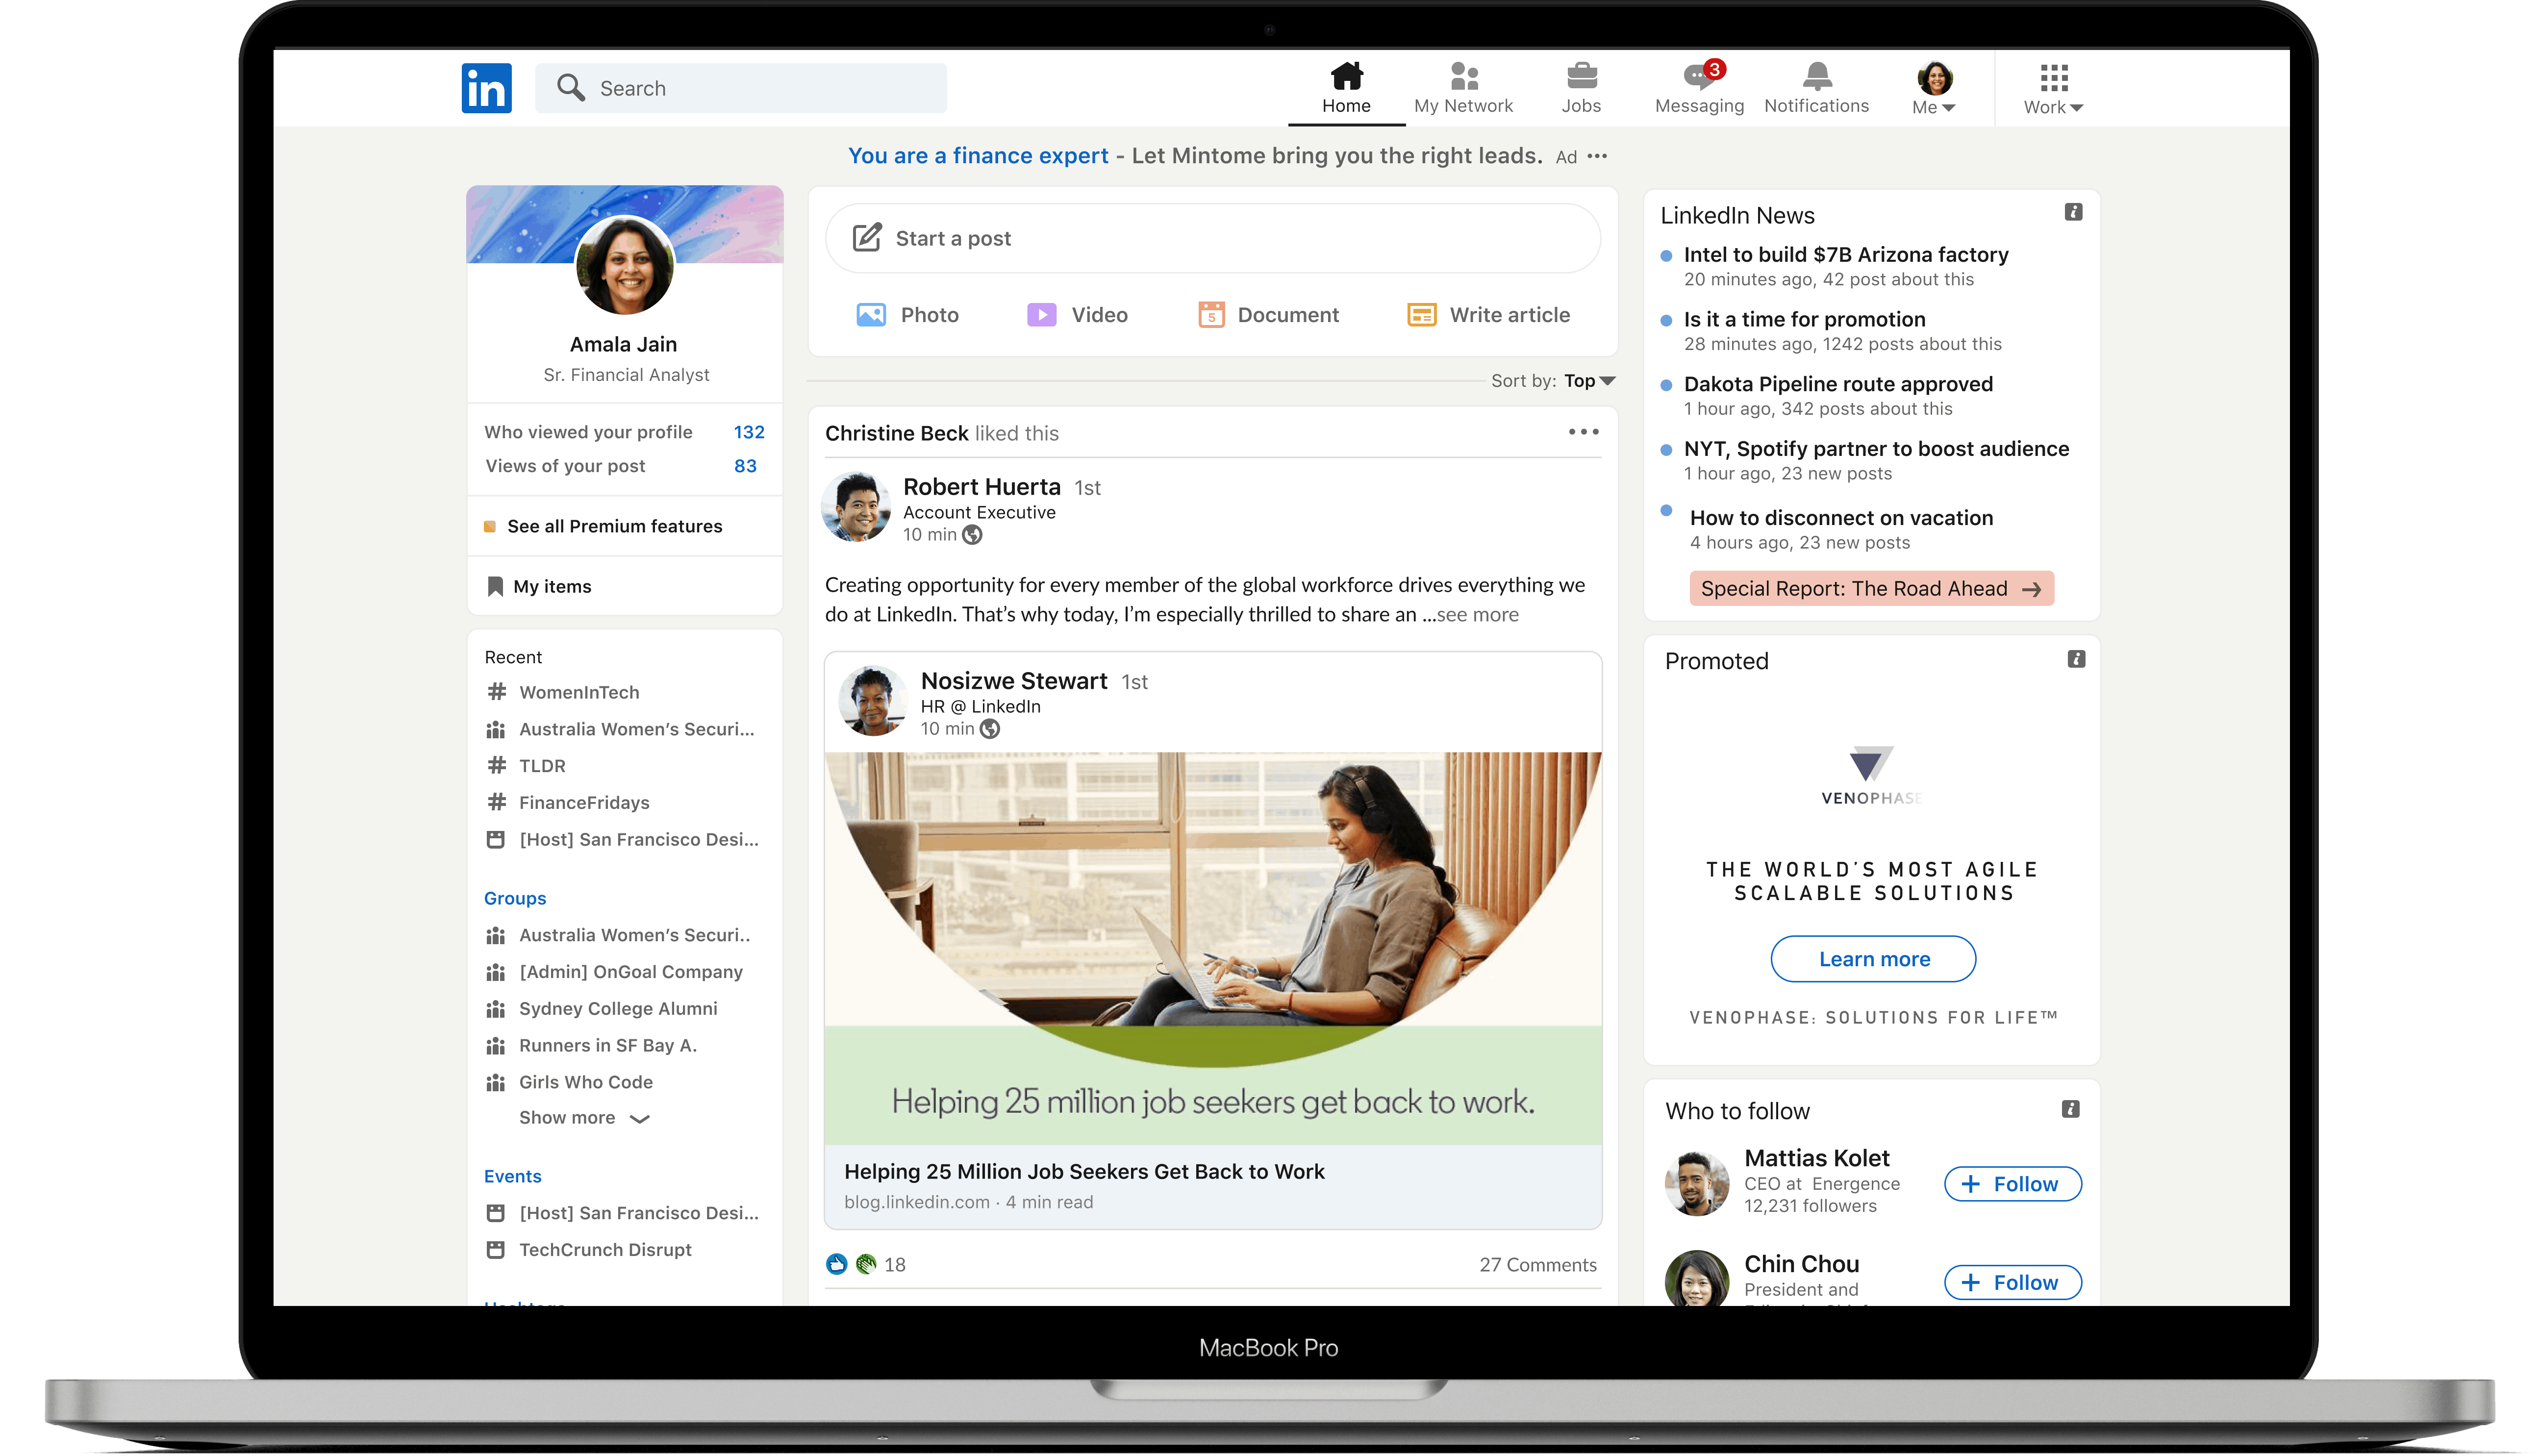 in
Search
Home
My Network
Jobs
3
Messaging
Notifications
Me
Work
You are a finance expert - Let Mintome bring you the right leads. Ad •••
Amala Jain
Sr. Financial Analyst
Who viewed your profile 132
Views of your post 83
See all Premium features
My items
Recent
# WomenInTech
Australia Women’s Securi...
# TLDR
# FinanceFridays
[Host] San Francisco Desi...
Groups
Australia Women’s Securi..
[Admin] OnGoal Company
Sydney College Alumni
Runners in SF Bay A.
Girls Who Code
Show more
Events
[Host] San Francisco Desi...
TechCrunch Disrupt
Start a post
Photo
Video
5
Document
Write article
Sort by: Top
Christine Beck liked this
Robert Huerta 1st
Account Executive
10 min
Creating opportunity for every member of the global workforce drives everything we
do at LinkedIn. That’s why today, I’m especially thrilled to share an ...see more
Nosizwe Stewart 1st
HR @ LinkedIn
10 min
Helping 25 million job seekers get back to work.
Helping 25 Million Job Seekers Get Back to Work
blog.linkedin.com · 4 min read
18
27 Comments
LinkedIn News
Intel to build $7B Arizona factory
20 minutes ago, 42 post about this
Is it a time for promotion
28 minutes ago, 1242 posts about this
Dakota Pipeline route approved
1 hour ago, 342 posts about this
NYT, Spotify partner to boost audience
1 hour ago, 23 new posts
How to disconnect on vacation
4 hours ago, 23 new posts
Special Report: The Road Ahead →
Promoted
VENOPHASE
THE WORLD’S MOST AGILE
SCALABLE SOLUTIONS
Learn more
VENOPHASE: SOLUTIONS FOR LIFE™
Who to follow
Mattias Kolet
CEO at Energence
12,231 followers
+ Follow
Chin Chou
President and
+ Follow
MacBook Pro